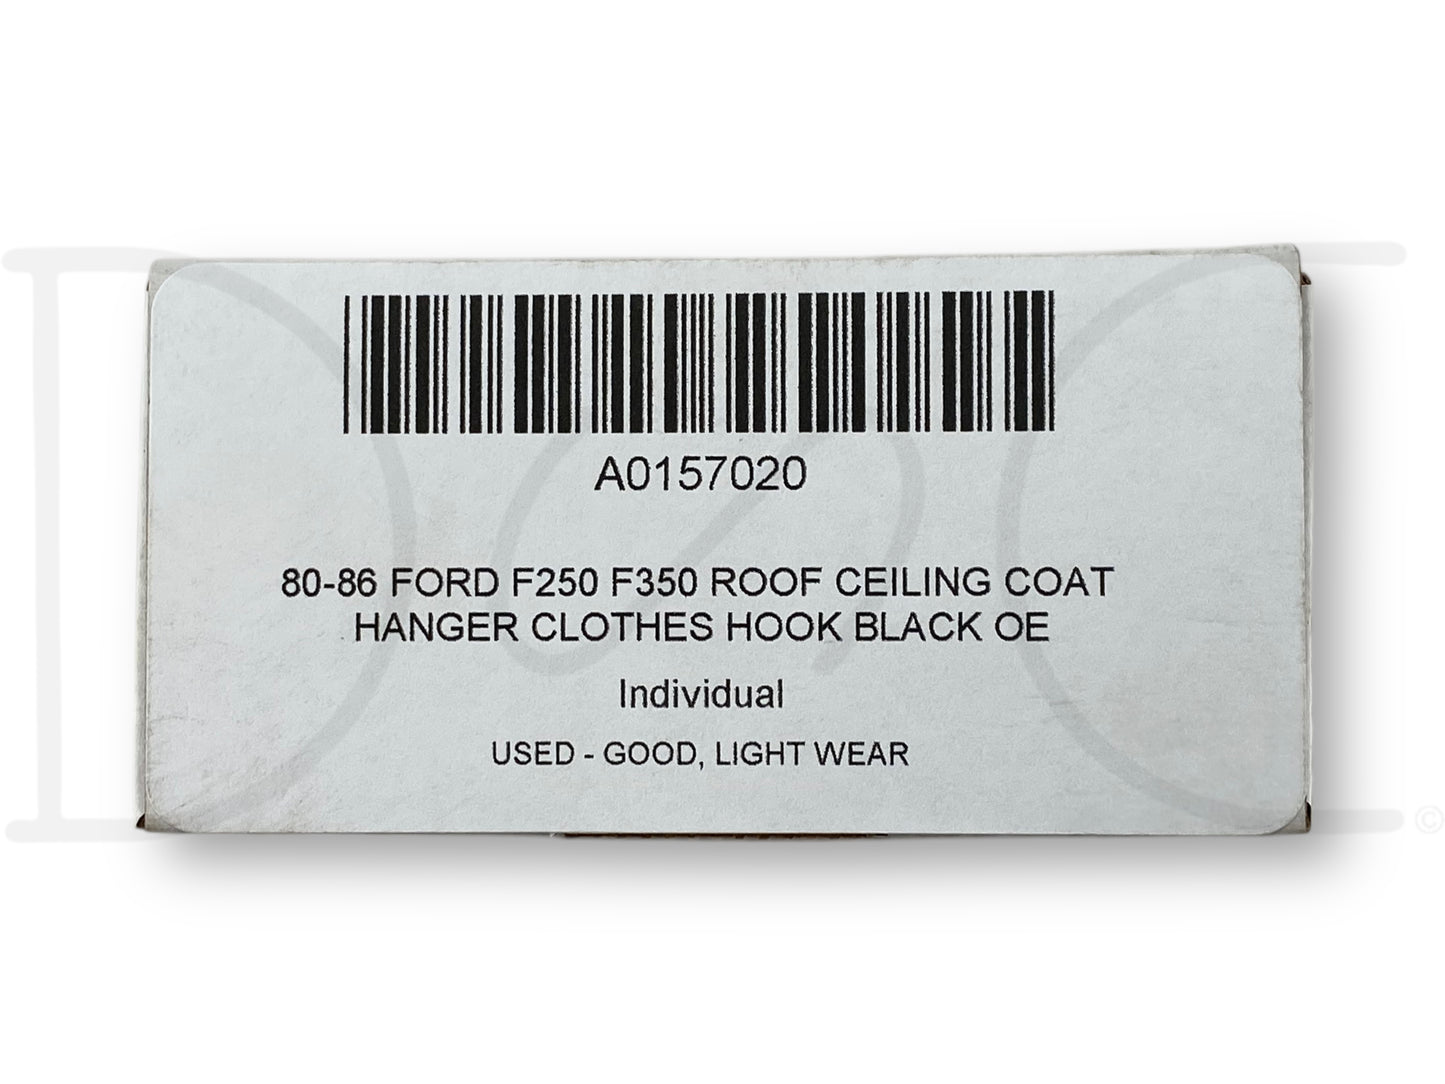 A0157020
80-86 FORD F250 F350 ROOF CEILING COAT
HANGER CLOTHES HOOK BLACK OE
Individual
USED - GOOD, LIGHT WEAR